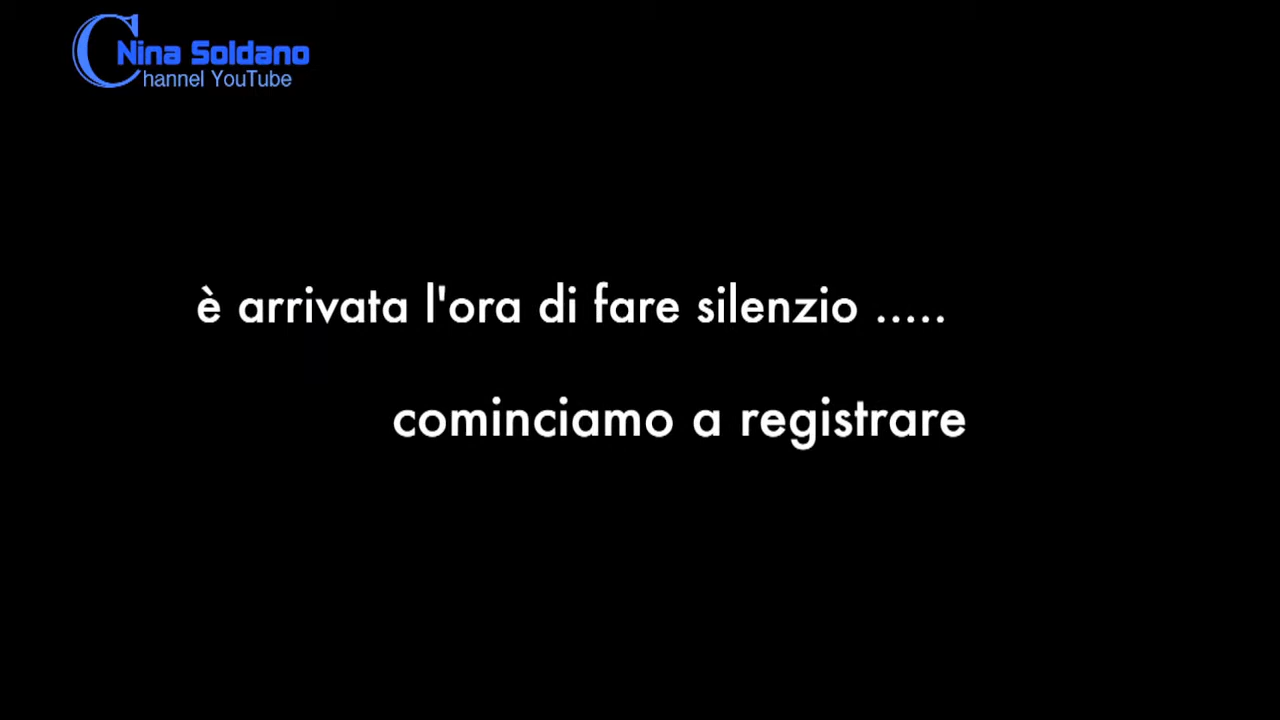 Nina Soldano
Channel YouTube
è arrivata l'ora di fare silenzio .....
cominciamo a registrare